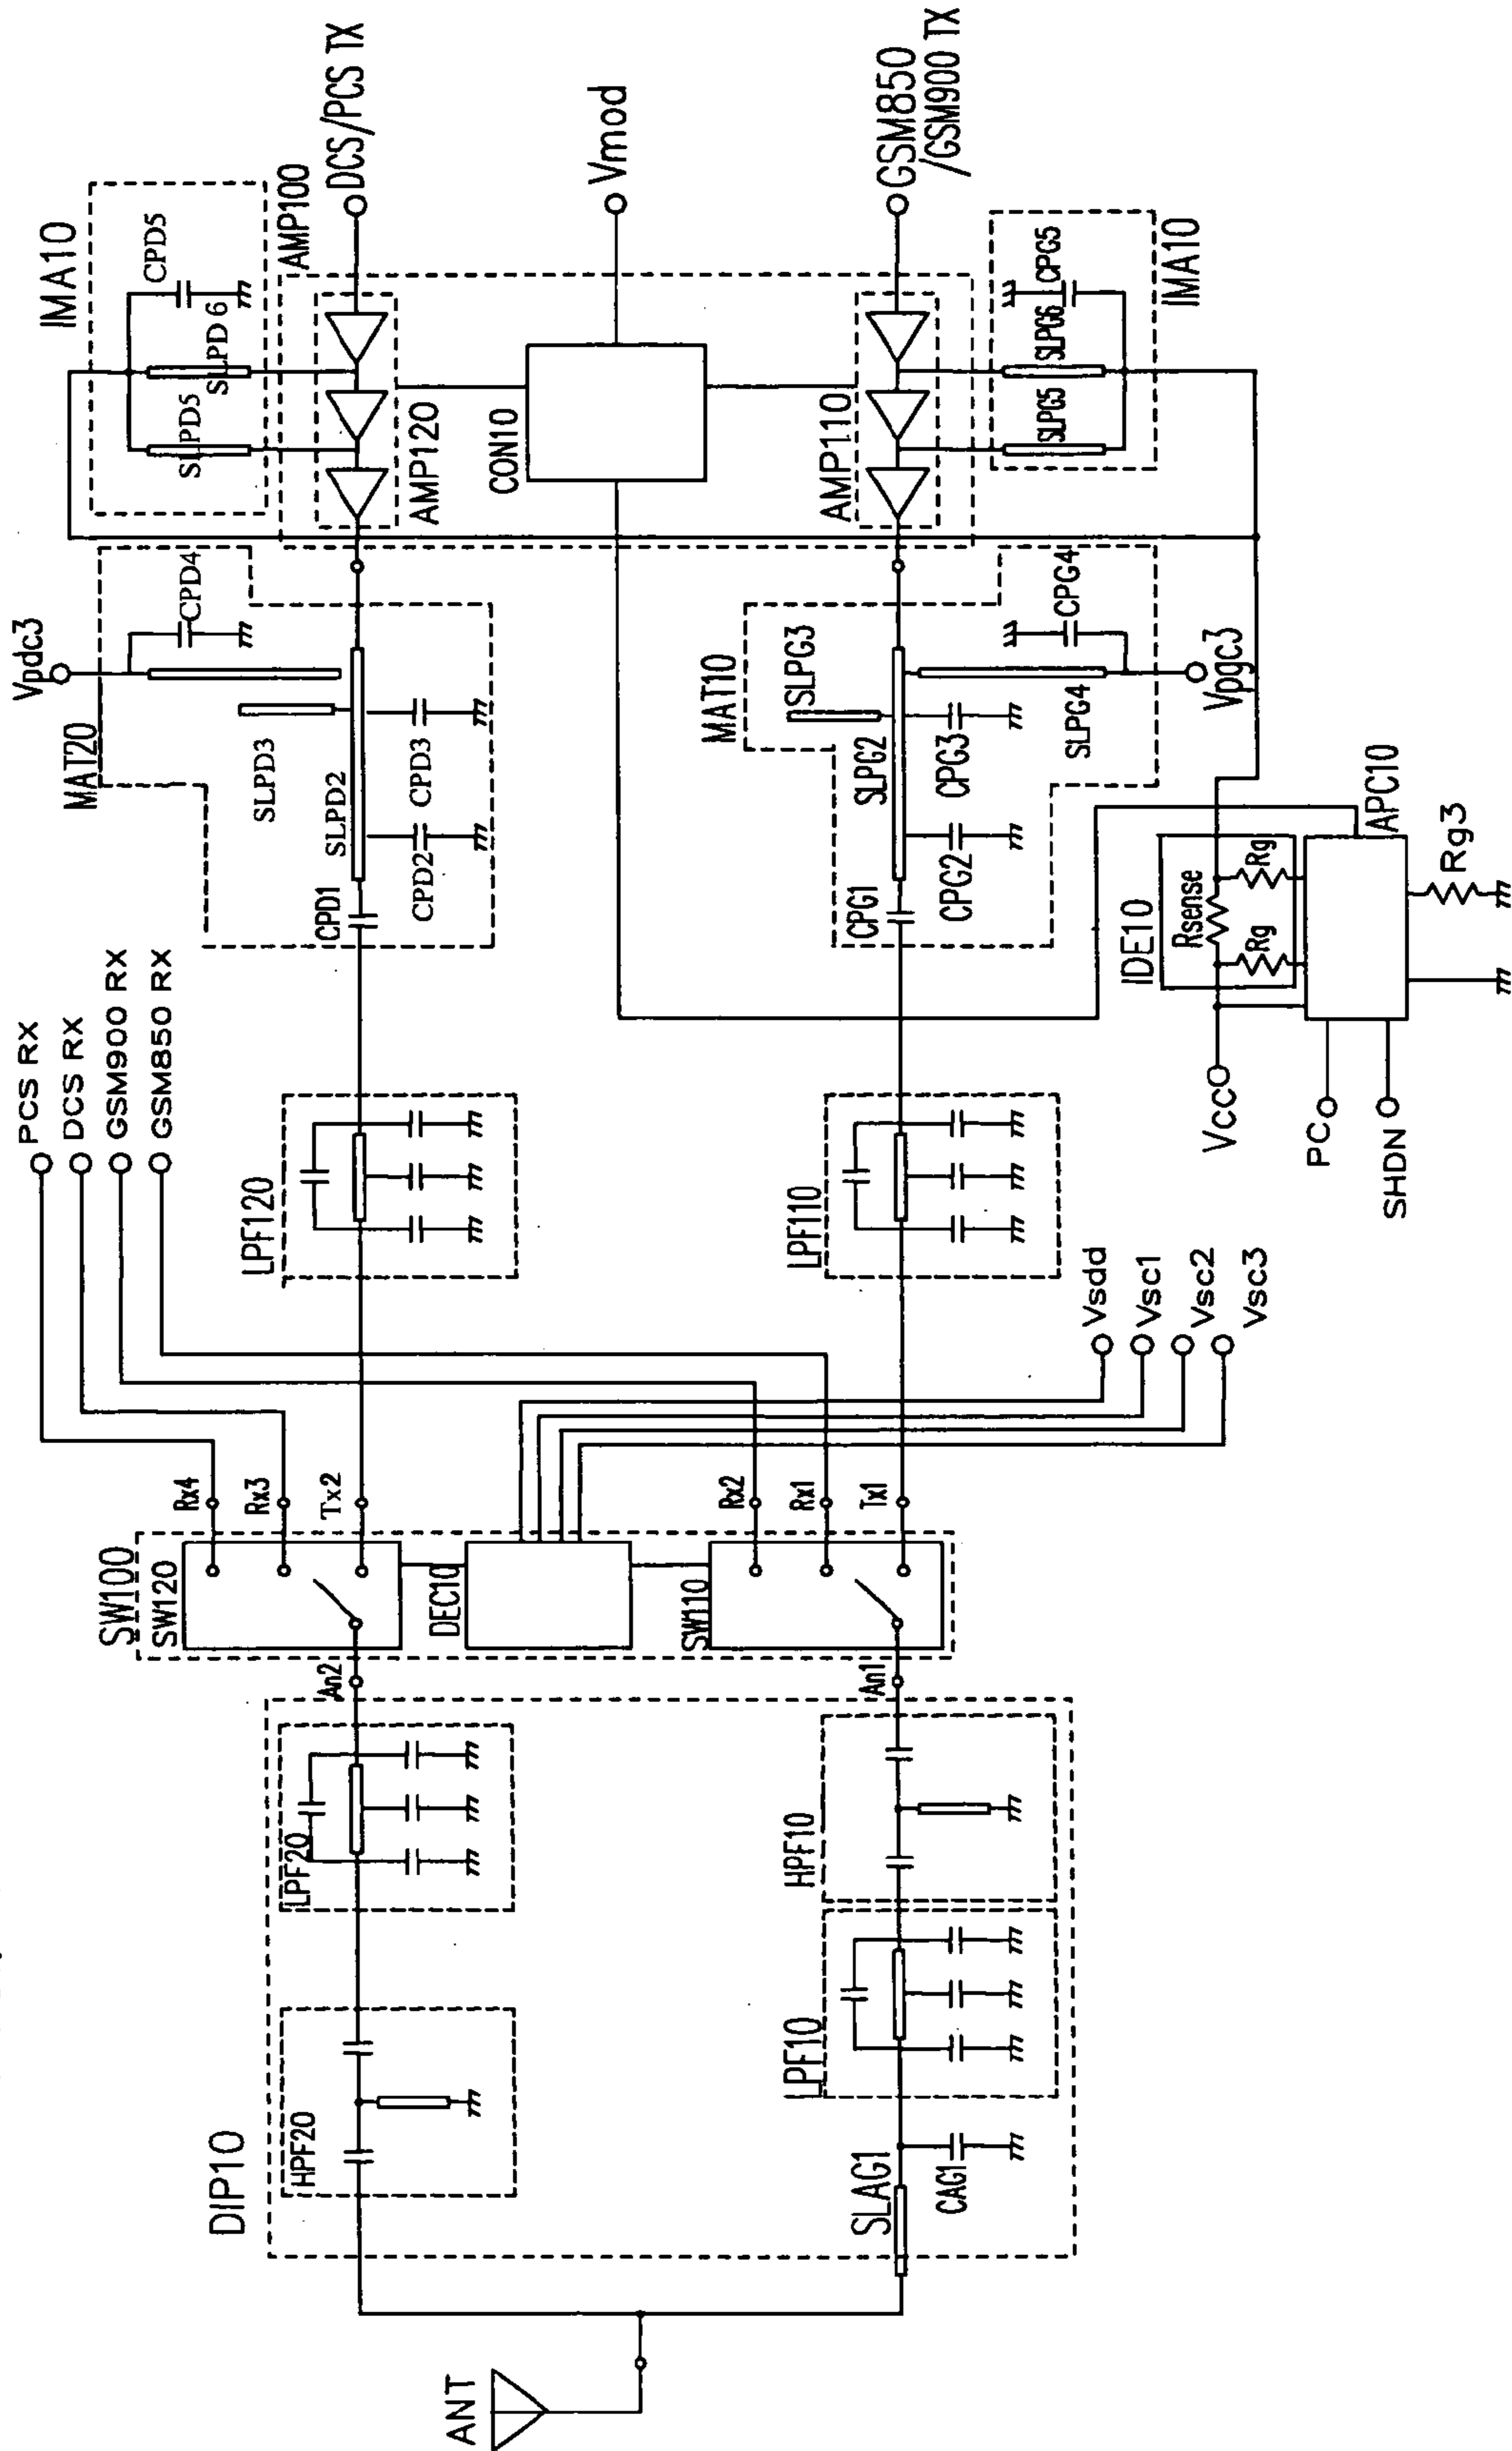 ANT
DIP10
HPF20
LPF20
SLAG1
CAG1
LPF10
HPF10
An2
An1
SW100
SW120
DEC10
SW110
Rx4
Rx3
Tx2
Rx2
Rx1
Tx1
PCS RX
DCS RX
GSM900 RX
GSM850 RX
Vsdd
Vsc1
Vsc2
Vsc3
LPF120
LPF110
MAT20
Vpdc3
CPD4
SLPD3
SLPD2
CPD1
CPD2
CPD3
MAT10
SLPG3
SLPG2
CPG1
CPG2
CPG3
SLPG4
CPG4
Vpgc3
IMA10
CPD5
SLPD5
SLPD 6
AMP100
AMP120
CON10
AMP110
DCS/PCS TX
Vmod
GSM850
/GSM900 TX
SLPG5
SLPG6
CPG5
IMA10
IDE10
Rsense
Rg
Rg
APC10
Rg3
Vcc
PC
SHDN